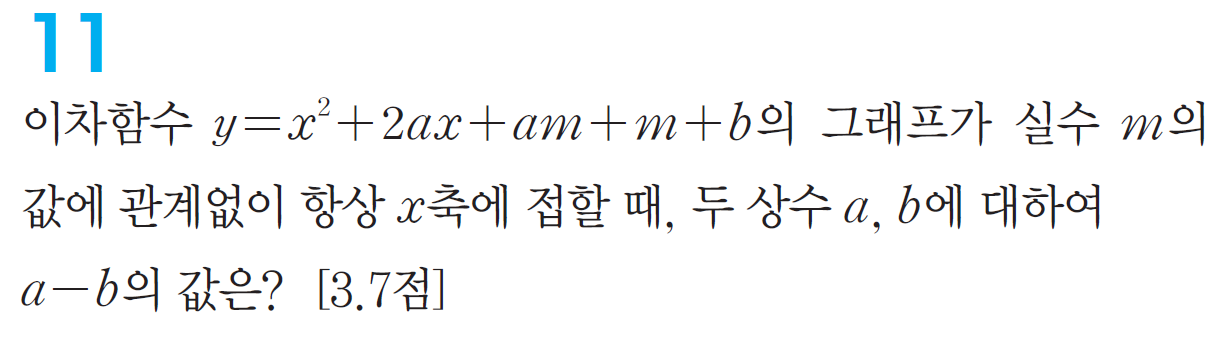 11
이차함수 y=x²+2ax+am+m+b의 그래프가 실수 m의
값에 관계없이 항상 x축에 접할 때, 두 상수 a, b에 대하여
a-b의 값은? [3.7점]